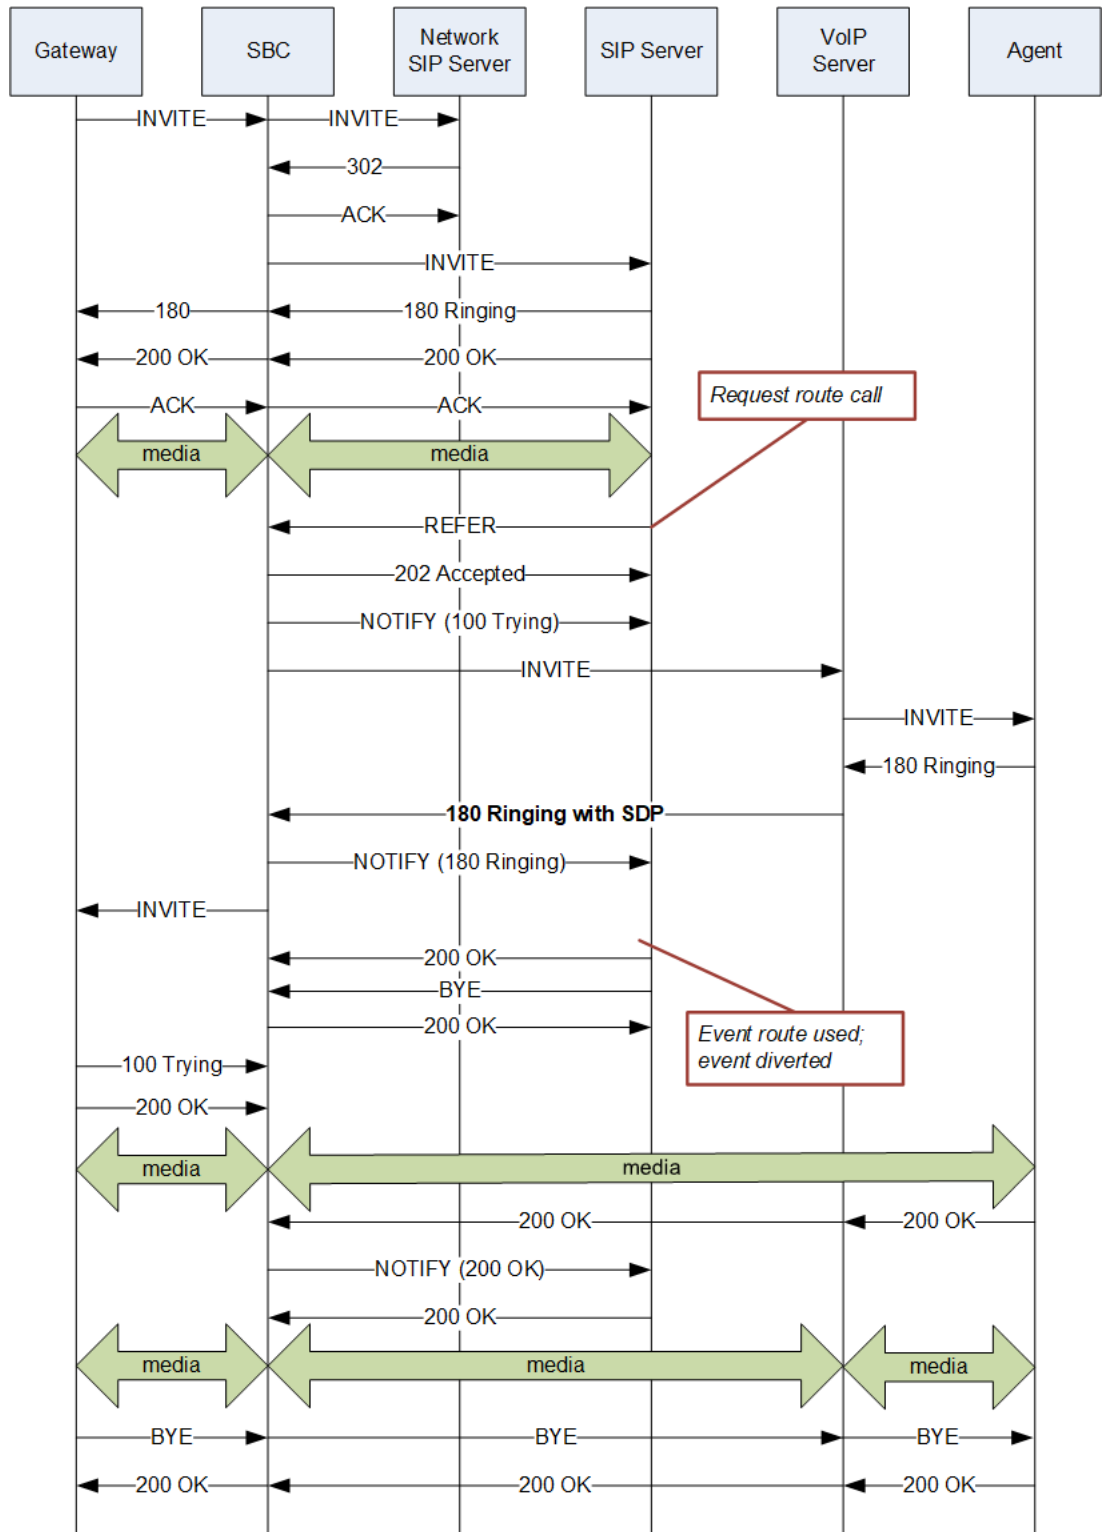 Gateway
SBC
Network
SIP Server
SIP Server
VoIP
Server
Agent
INVITE
INVITE
302
ACK
INVITE
180
180 Ringing
200 OK
200 OK
Request route call
ACK
ACK
media
media
REFER
202 Accepted
NOTIFY (100 Trying)
INVITE
INVITE
180 Ringing
180 Ringing with SDP
NOTIFY (180 Ringing)
INVITE
200 OK
BYE
200 OK
Event route used;
event diverted
100 Trying
200 OK
media
media
200 OK
200 OK
NOTIFY (200 OK)
200 OK
media
media
media
BYE
BYE
BYE
200 OK
200 OK
200 OK